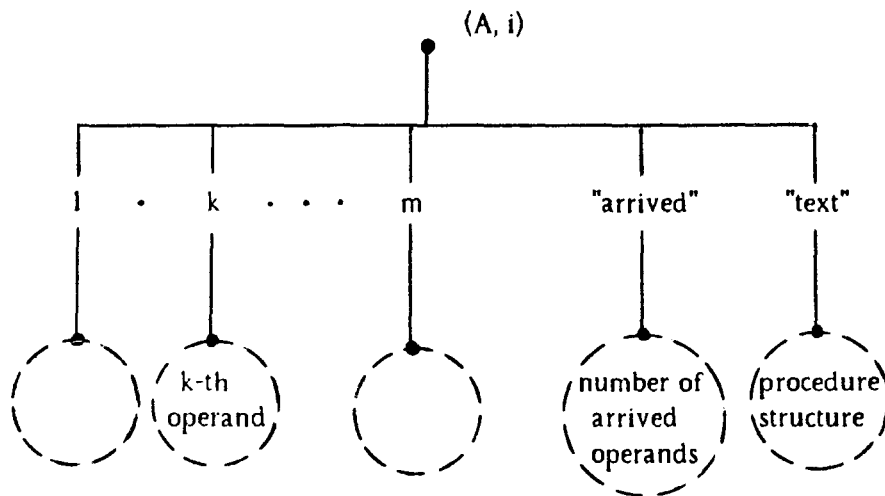 (A, i)
1 . k . . . m "arrived" "text"
k-th
operand
number of
arrived
operands
procedure
structure